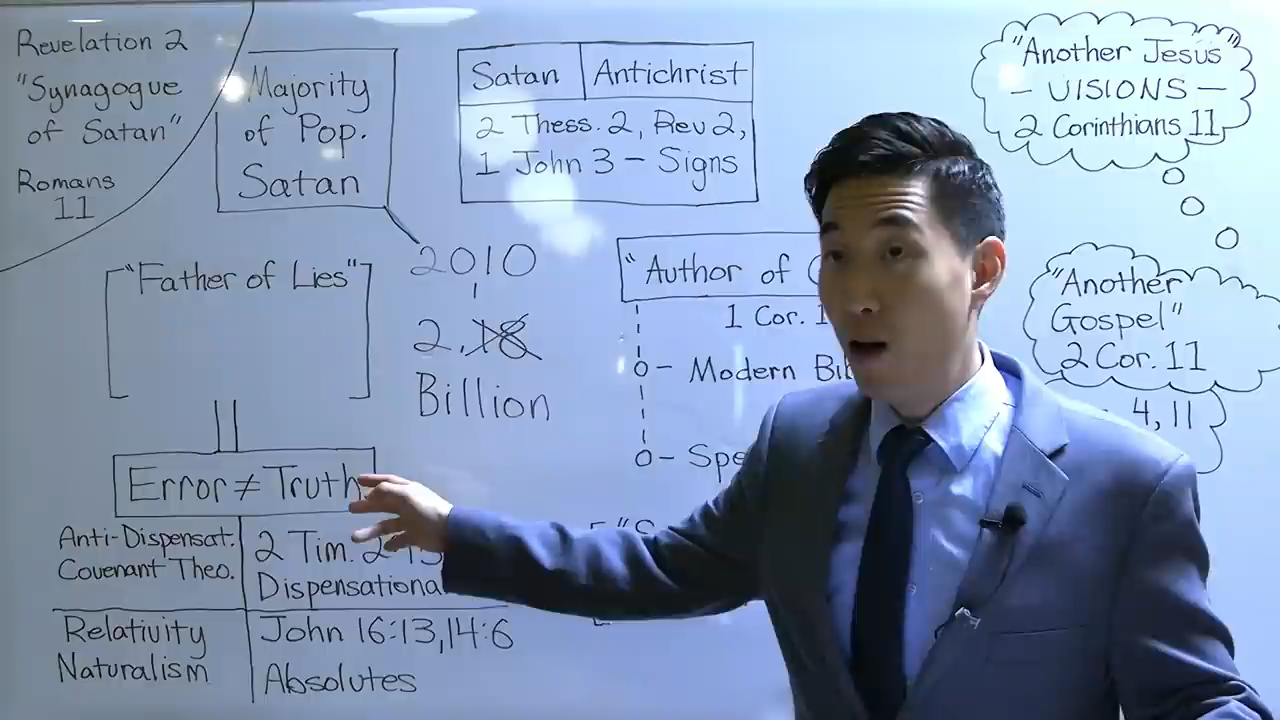 Revelation 2
"Synagogue
of Satan"
Romans
11
Majority
of Pop.
Satan
Satan
Antichrist
2 Thess. 2, Rev 2,
1 John 3 - Signs
"Another Jesus"
- VISIONS -
2 Corinthians 11
"Father of Lies"
2010
2.18
Billion
"Author of
1 Cor. 1
Modern
"Another
Gospel"
2 Cor. 11
4, 11
Error ≠ Truth
Anti-Dispensat.
Covenant Theo.
2 Tim. 2
Dispensationa
Relativity
Naturalism
John 16:13, 14:6
Absolutes